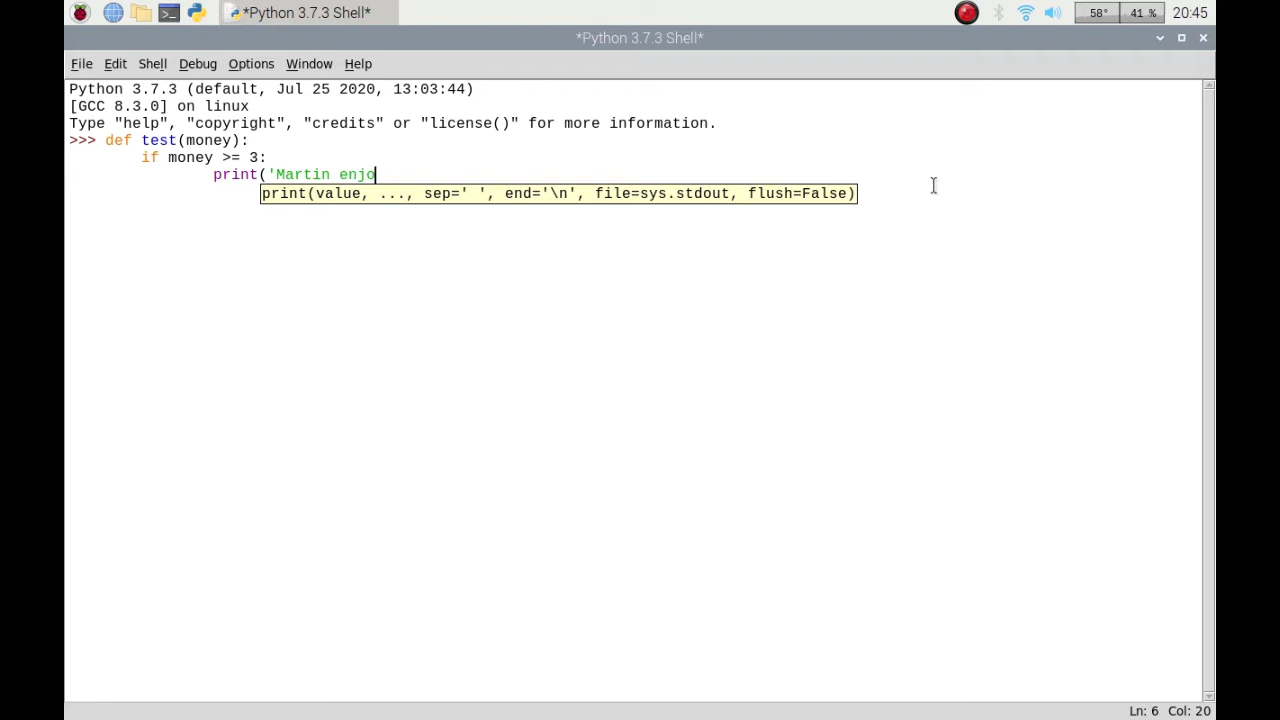 *Python 3.7.3 Shell* 58° 41 % 20:45
*Python 3.7.3 Shell*
File Edit Shell Debug Options Window Help
Python 3.7.3 (default, Jul 25 2020, 13:03:44)
[GCC 8.3.0] on linux
Type "help", "copyright", "credits" or "license()" for more information.
>>> def test(money):
        if money >= 3:
                print('Martin enjo
print(value, ..., sep=' ', end='\n', file=sys.stdout, flush=False)
Ln: 6 Col: 20